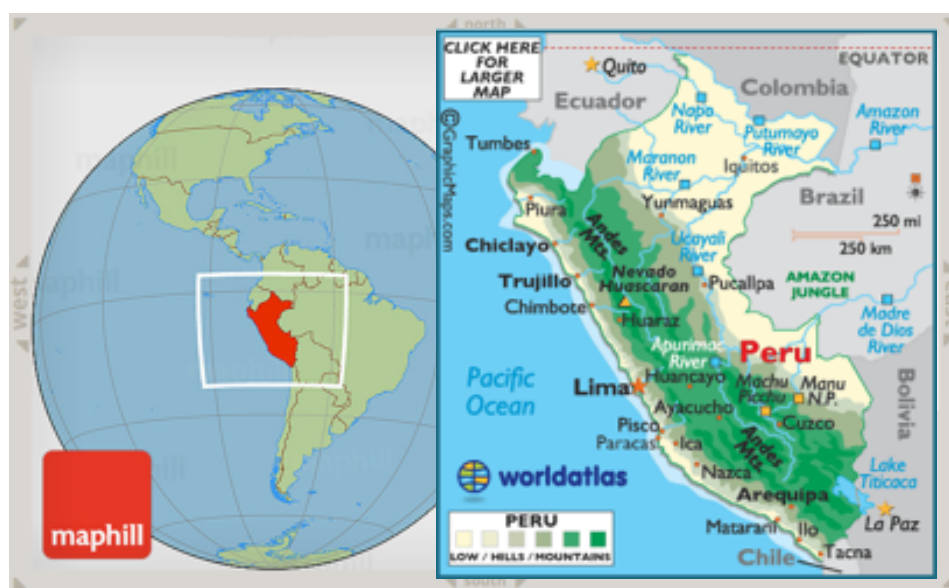 north
west
south
maphill
maphill
maphill
maphill
CLICK HERE
FOR
LARGER
MAP
©GraphicMaps.com
EQUATOR
Quito
Ecuador
Colombia
Napo
River
Putumayo
River
Amazon
River
Tumbes
Maranon
River
Iquitos
Brazil
Piura
Yunmaguas
250 mi
250 km
Chiclayo
Andes
Mts.
Ucayali
River
Trujillo
Nevado
Huascaran
Pucallpa
AMAZON
JUNGLE
Chimbote
Huaraz
Madre
de Dios
River
Apurimac
River
Peru
Pacific
Ocean
Lima
Huancayo
Machu
Picchu
Manu
N.P.
Bolivia
Ayacucho
Cuzco
Pisco
Paracas
Ica
Andes
Mts.
Nazca
worldatlas
Lake
Titicaca
Arequipa
La Paz
PERU
LOW / HILLS / MOUNTAINS
Matarani
Ilo
Tacna
Chile